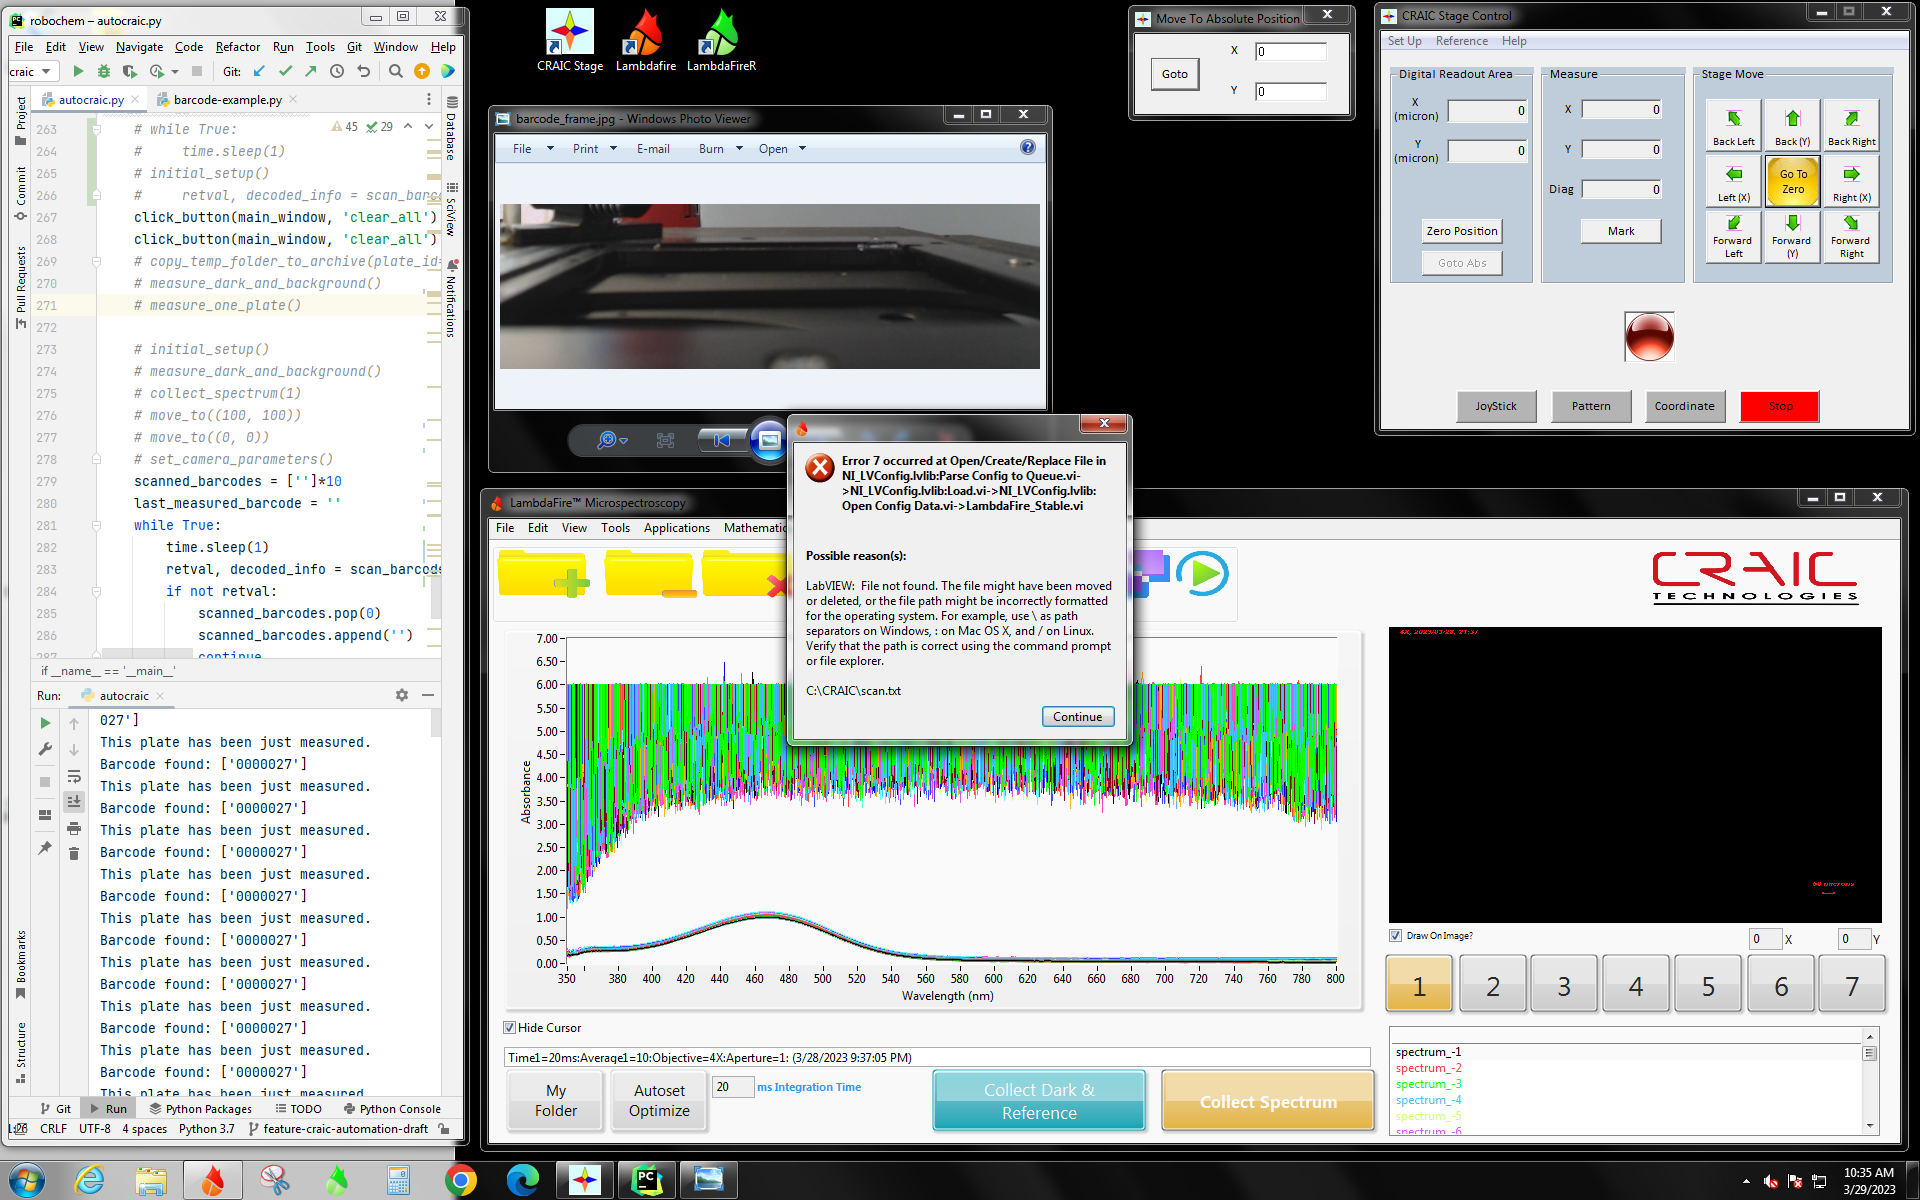 robochem – autocraic.py
File Edit View Navigate Code Refactor Run Tools Git Window Help
craic Git:
autocraic.py barcode-example.py
45 29
263 # while True:
264 #     time.sleep(1)
265 # initial_setup()
266 #     retval, decoded_info = scan_barc
267 click_button(main_window, 'clear_all')
268 click_button(main_window, 'clear_all')
269 # copy_temp_folder_to_archive(plate_id=
270 # measure_dark_and_background()
271 # measure_one_plate()
272
273 # initial_setup()
274 # measure_dark_and_background()
275 # collect_spectrum(1)
276 # move_to((100, 100))
277 # move_to((0, 0))
278 # set_camera_parameters()
279 scanned_barcodes = ['']*10
280 last_measured_barcode = ''
281 while True:
282     time.sleep(1)
283     retval, decoded_info = scan_barcode
284     if not retval:
285         scanned_barcodes.pop(0)
286         scanned_barcodes.append('')
287         continue
if __name__ == '__main__'
Project
Commit
Pull Requests
Bookmarks
Structure
Database
SciView
Notifications
Run: autocraic
027']
This plate has been just measured.
Barcode found: ['0000027']
This plate has been just measured.
Barcode found: ['0000027']
This plate has been just measured.
Barcode found: ['0000027']
This plate has been just measured.
Barcode found: ['0000027']
This plate has been just measured.
Barcode found: ['0000027']
This plate has been just measured.
Barcode found: ['0000027']
This plate has been just measured.
Barcode found: ['0000027']
This plate has been just measured.
Barcode found: ['0000027']
This plate has been just measured.
Git Run Python Packages TODO Python Console
CRLF UTF-8 4 spaces Python 3.7 feature-craic-automation-draft
CRAIC Stage
Lambdafire
LambdaFireR
barcode_frame.jpg - Windows Photo Viewer
File Print E-mail Burn Open
Move To Absolute Position
Goto
X 0
Y 0
CRAIC Stage Control
Set Up Reference Help
Digital Readout Area
X (micron) 0
Y (micron) 0
Zero Position
Goto Abs
Measure
X 0
Y 0
Diag 0
Mark
Stage Move
Back Left Back (Y) Back Right
Left (X) Go To Zero Right (X)
Forward Left Forward (Y) Forward Right
JoyStick Pattern Coordinate Stop
Error 7 occurred at Open/Create/Replace File in
NI_LVConfig.lvlib:Parse Config to Queue.vi-
>NI_LVConfig.lvlib:Load.vi->NI_LVConfig.lvlib:
Open Config Data.vi->LambdaFire_Stable.vi
Possible reason(s):
LabVIEW:  File not found. The file might have been moved
or deleted, or the file path might be incorrectly formatted
for the operating system. For example, use \ as path
separators on Windows, : on Mac OS X, and / on Linux.
Verify that the path is correct using the command prompt
or file explorer.
C:\CRAIC\scan.txt
Continue
LambdaFire™ Microspectroscopy
File Edit View Tools Applications Mathematic
CRAIC
TECHNOLOGIES
7.00
6.50
6.00
5.50
5.00
4.50
4.00
3.50
3.00
2.50
2.00
1.50
1.00
0.50
0.00
Absorbance
350 380 400 420 440 460 480 500 520 540 560 580 600 620 640 660 680 700 720 740 760 800
Wavelength (nm)
Hide Cursor
Time1=20ms:Average1=10:Objective=4X:Aperture=1: (3/28/2023 9:37:05 PM)
My Folder
Autoset Optimize
20 ms Integration Time
Collect Dark & Reference
Collect Spectrum
4X, 2023/03/28, 21:37
50 microns
Draw On Image?
0 X 0 Y
1 2 3 4 5 6 7
spectrum_-1
spectrum_-2
spectrum_-3
spectrum_-4
spectrum_-5
spectrum_-6
10:35 AM
3/29/2023